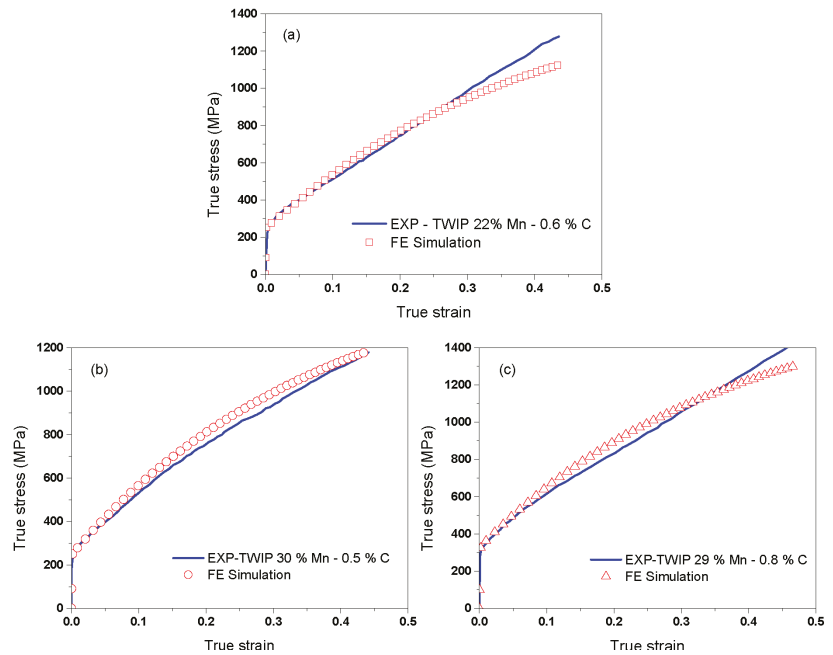 (a)
True stress (MPa)
1400
1200
1000
800
600
400
200
0
EXP - TWIP 22% Mn - 0.6 % C
FE Simulation
0.0 0.1 0.2 0.3 0.4 0.5
True strain
(b)
True stress (MPa)
1200
1000
800
600
400
200
0
EXP-TWIP 30 % Mn - 0.5 % C
FE Simulation
0.0 0.1 0.2 0.3 0.4 0.5
True strain
(c)
True stress (MPa)
1400
1200
1000
800
600
400
200
0
EXP-TWIP 29 % Mn - 0.8 % C
FE Simulation
0.0 0.1 0.2 0.3 0.4 0.5
True strain